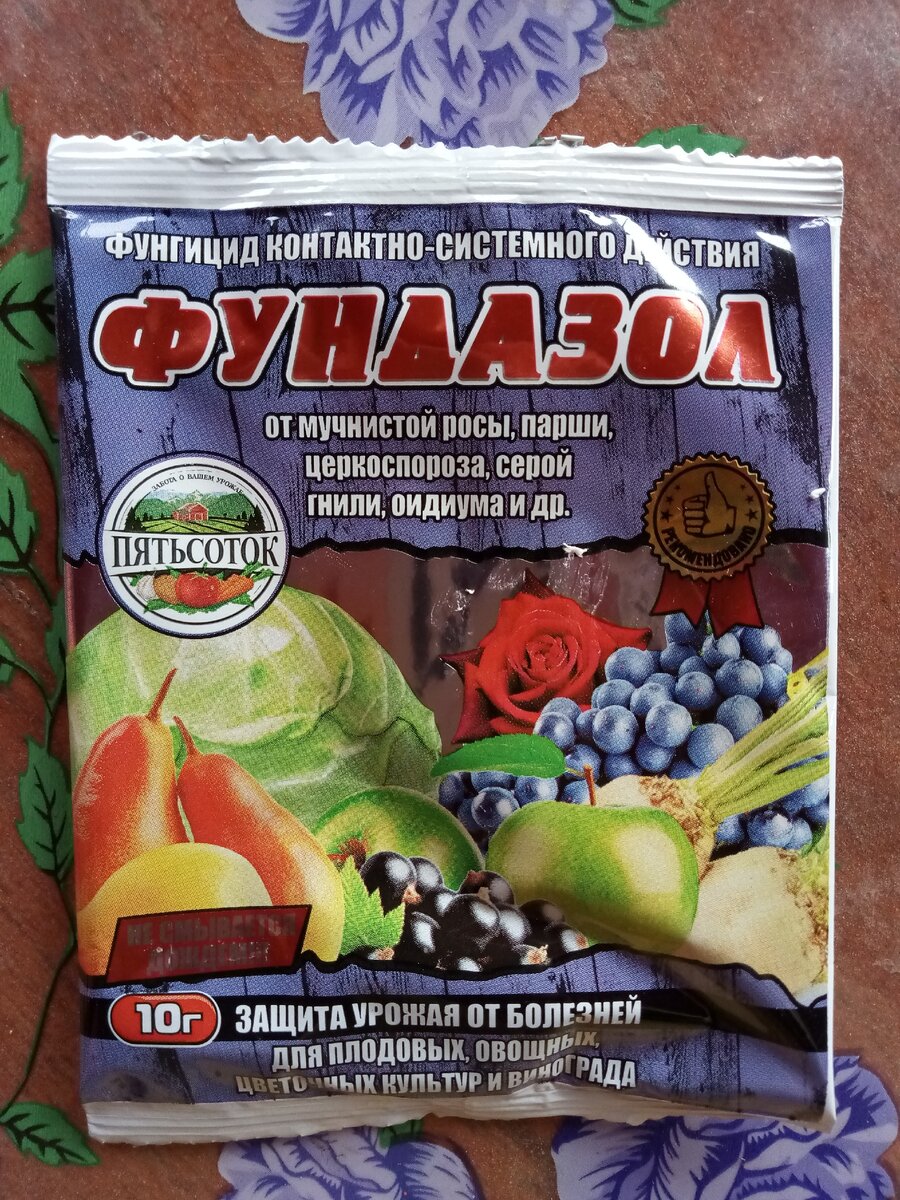 ФУНГИЦИД КОНТАКТНО-СИСТЕМНОГО ДЕЙСТВИЯ
ФУНДАЗОЛ
ОТ МУЧНИСТОЙ РОСЫ, ПАРШИ,
ЦЕРКОСПОРОЗА, СЕРОЙ
ГНИЛИ, ОИДИУМА И ДР.
ЗАБОТА О ВАШЕМ УРОЖАЕ
ПЯТЬСОТОК
РЕКОМЕНДОВАНО
НЕ СМЫВАЕТСЯ
ДОЖДЯМИ!
10г ЗАЩИТА УРОЖАЯ ОТ БОЛЕЗНЕЙ
ДЛЯ ПЛОДОВЫХ, ОВОЩНЫХ,
ЦВЕТОЧНЫХ КУЛЬТУР И ВИНОГРАДА